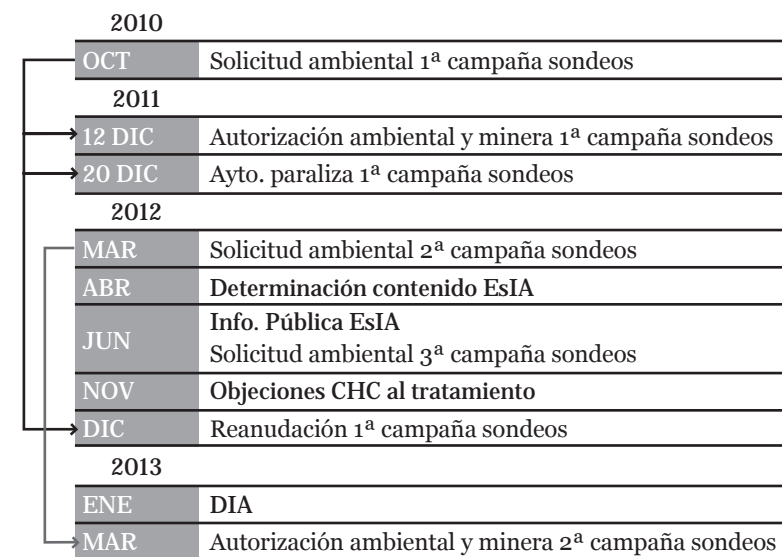 2010
OCT Solicitud ambiental 1ª campaña sondeos
2011
12 DIC Autorización ambiental y minera 1ª campaña sondeos
20 DIC Ayto. paraliza 1ª campaña sondeos
2012
MAR Solicitud ambiental 2ª campaña sondeos
ABR Determinación contenido EsIA
JUN Info. Pública EsIA
Solicitud ambiental 3ª campaña sondeos
NOV Objeciones CHC al tratamiento
DIC Reanudación 1ª campaña sondeos
2013
ENE DIA
MAR Autorización ambiental y minera 2ª campaña sondeos